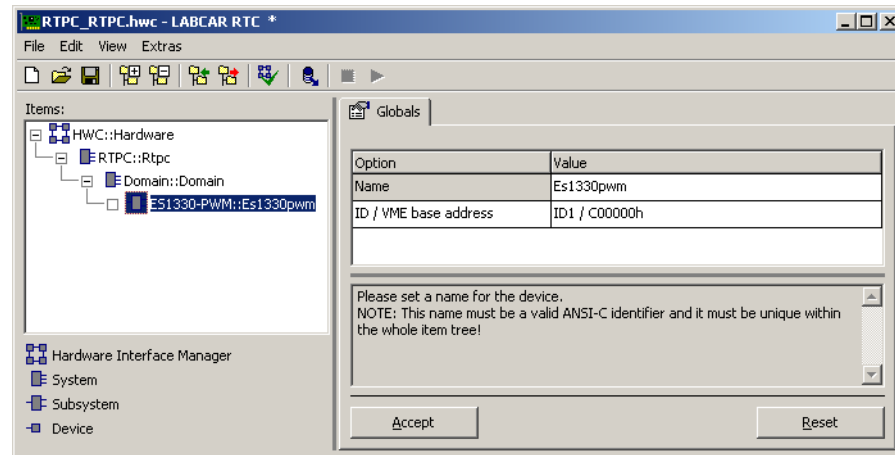 RTPC_RTPC.hwc - LABCAR RTC *
File Edit View Extras
Items:
HWC::Hardware
RTPC::Rtpc
Domain::Domain
ES1330-PWM::Es1330pwm
Hardware Interface Manager
System
Subsystem
Device
Globals
Option Value
Name Es1330pwm
ID / VME base address ID1 / C00000h
Please set a name for the device.
NOTE: This name must be a valid ANSI-C identifier and it must be unique within
the whole item tree!
Accept Reset